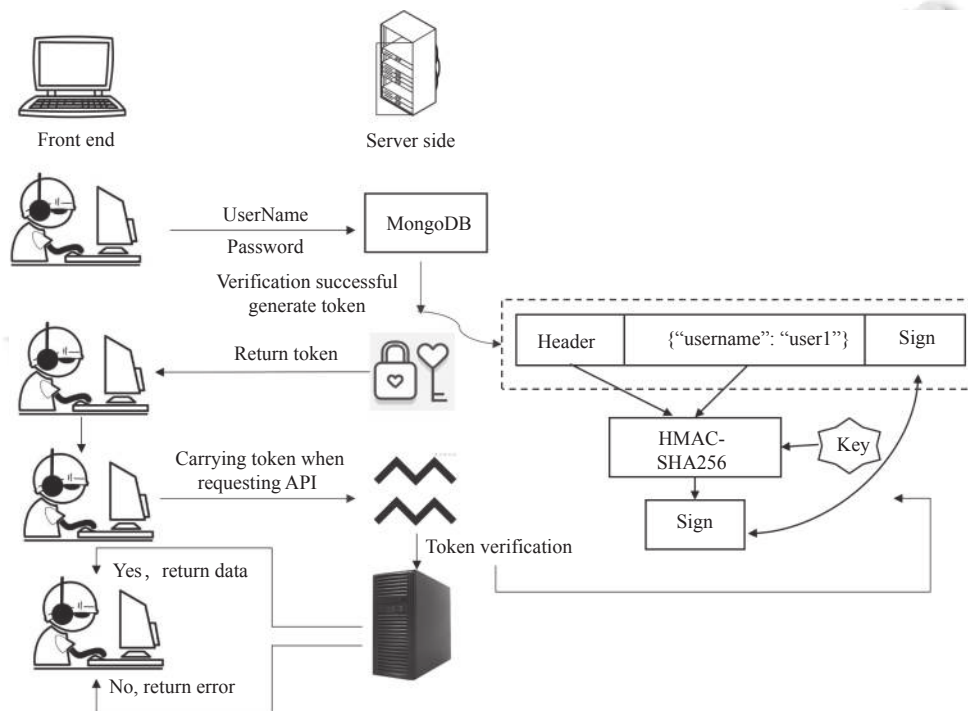 Front end
Server side
UserName
Password
MongoDB
Verification successful
generate token
Header
{“username”: “user1”}
Sign
Return token
HMAC-
SHA256
Key
Carrying token when
requesting API
Sign
Token verification
Yes，return data
No, return error